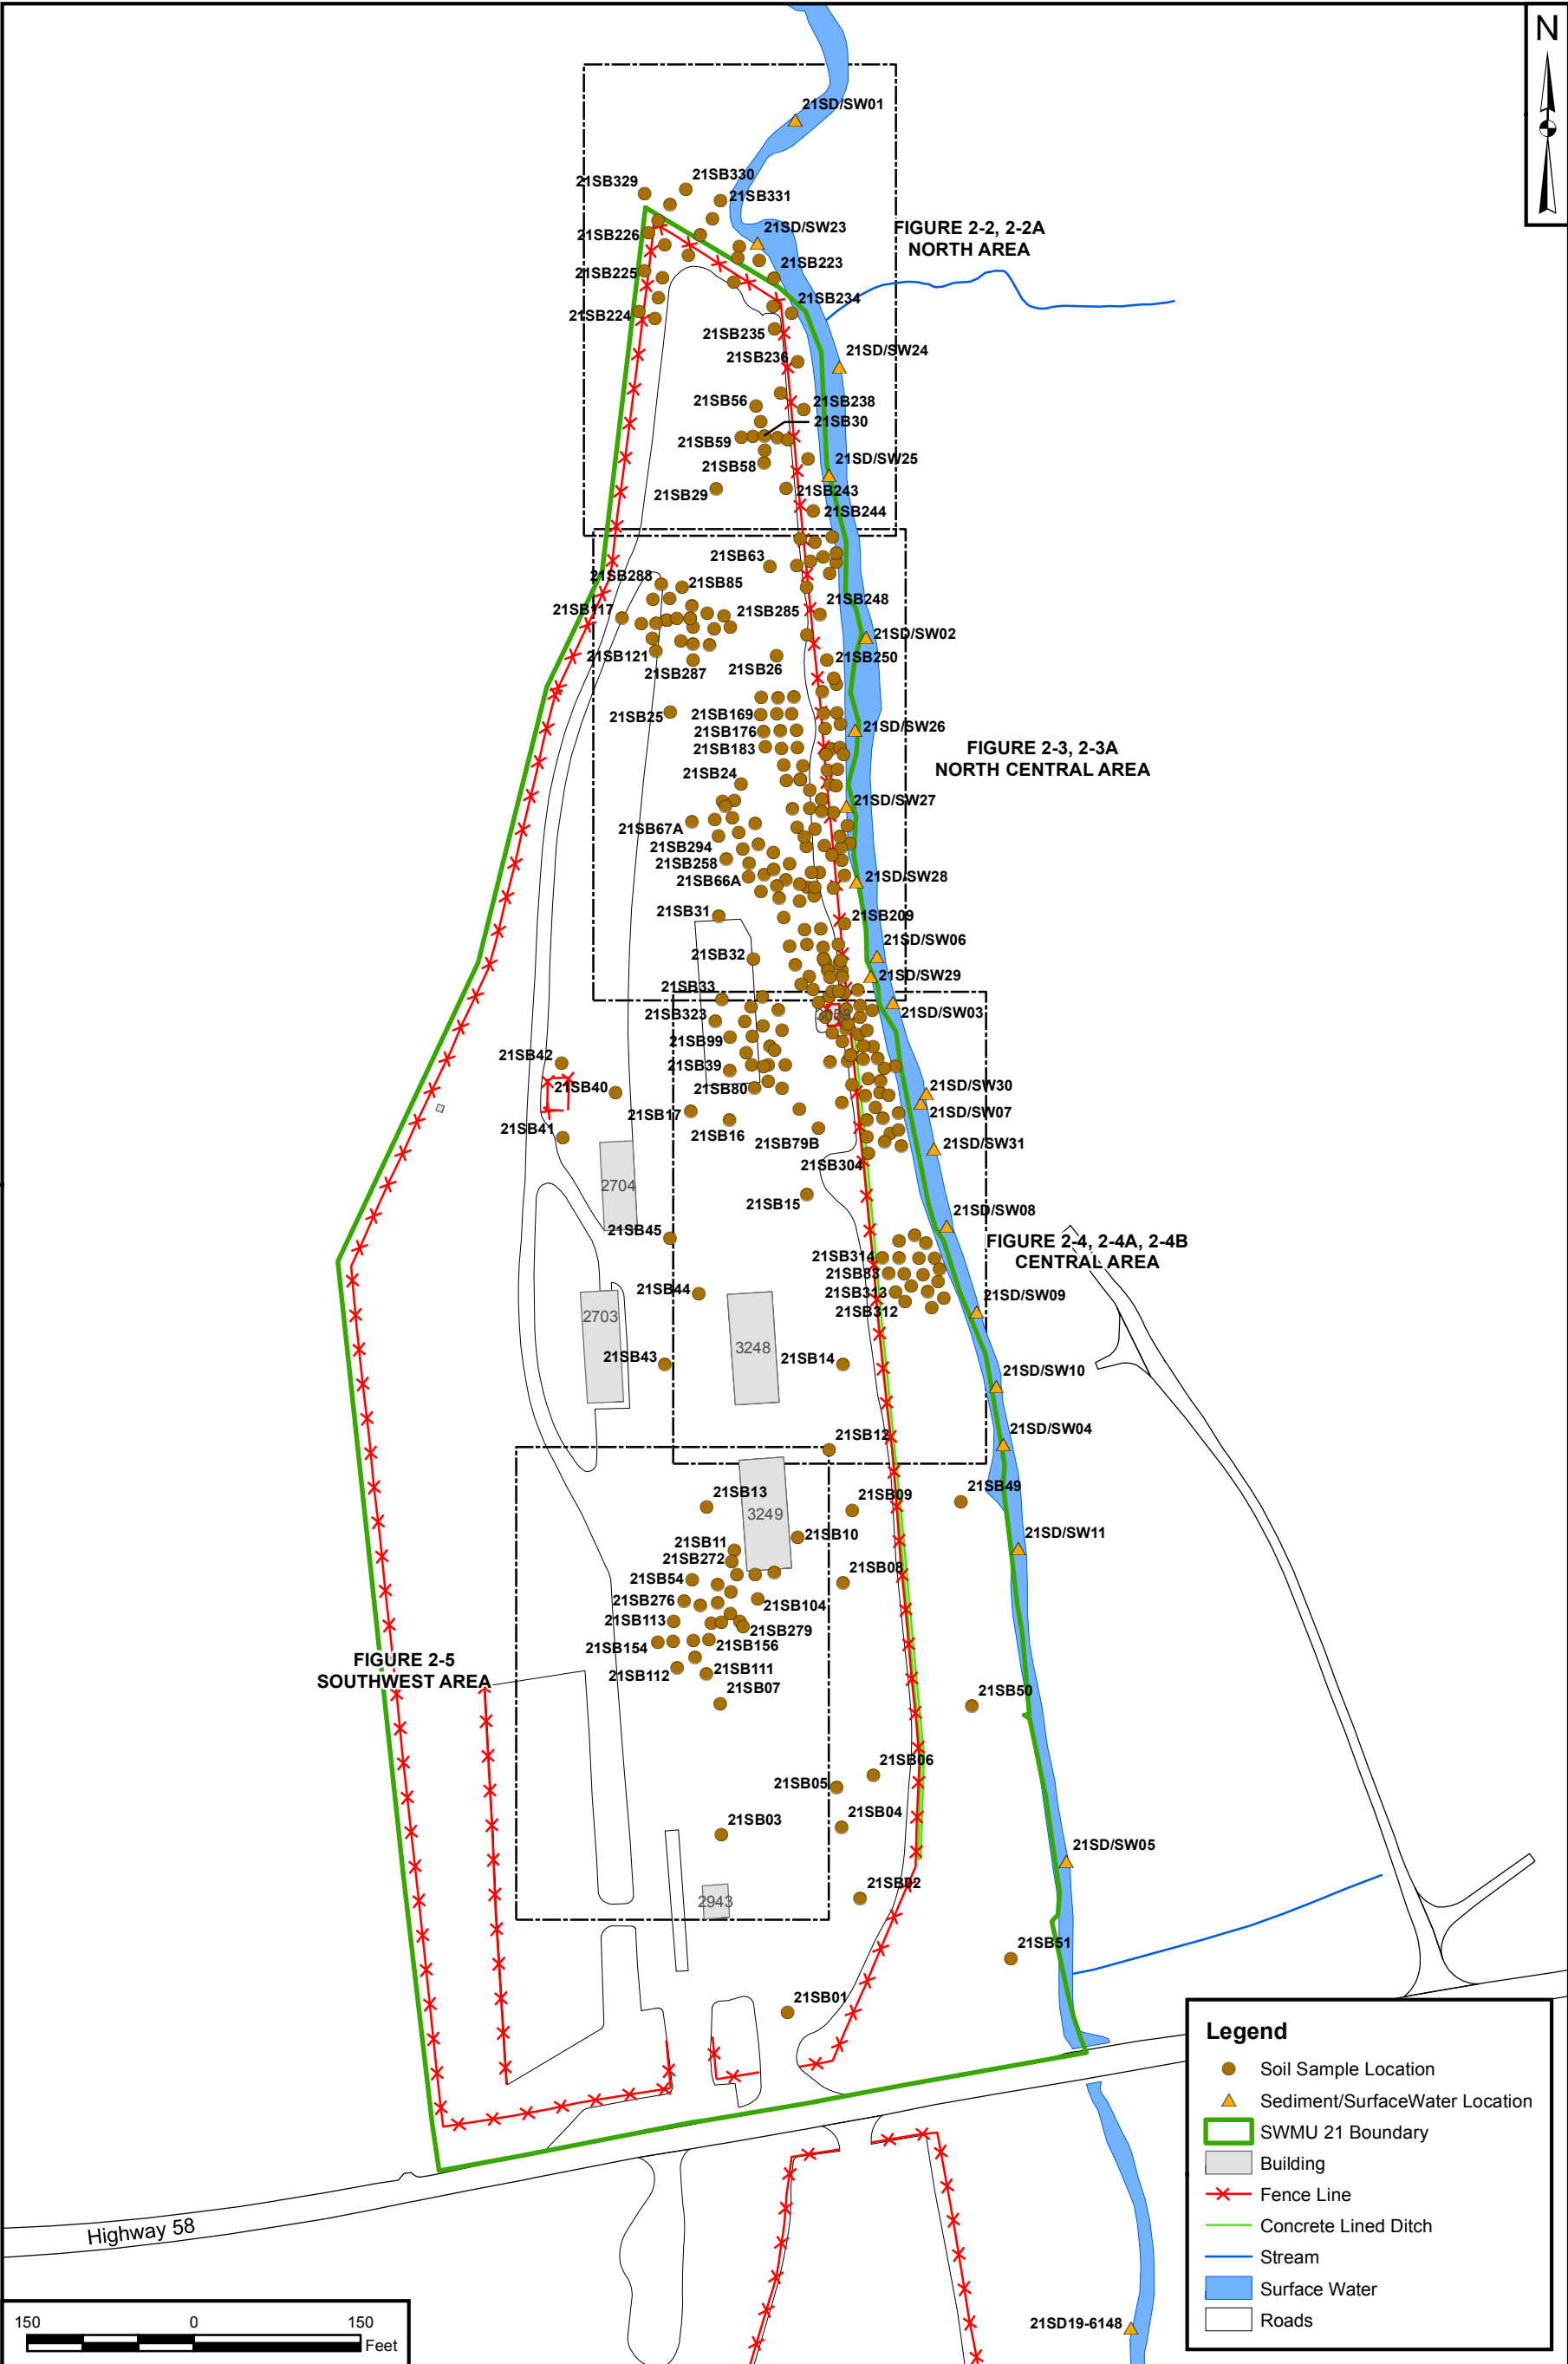 N
21SD/SW01
21SB330
21SB329
21SB331
21SD/SW23
FIGURE 2-2, 2-2A
NORTH AREA
21SB226
21SB223
21SB225
21SB234
21SB224
21SB235
21SB236
21SD/SW24
21SB56
21SB238
21SB30
21SB59
21SD/SW25
21SB58
21SB29
21SB243
21SB244
21SB63
21SB288
21SB85
21SB117
21SB285
21SB248
21SD/SW02
21SB121
21SB287
21SB26
21SB250
21SB25
21SB169
21SB176
21SB183
21SD/SW26
FIGURE 2-3, 2-3A
NORTH CENTRAL AREA
21SB24
21SD/SW27
21SB67A
21SB294
21SB258
21SB66A
21SD/SW28
21SB31
21SB209
21SB32
21SD/SW06
21SD/SW29
21SB33
21SD/SW03
21SB323
3058
21SB99
21SB42
21SB39
21SB40
21SB80
21SD/SW30
21SD/SW07
21SB17
21SB41
21SB16
21SB79B
21SD/SW31
21SB304
2704
21SB15
21SD/SW08
21SB45
FIGURE 2-4, 2-4A, 2-4B
CENTRAL AREA
21SB314
21SB83
21SB313
21SB312
21SB44
21SD/SW09
2703
3248
21SB43
21SB14
21SD/SW10
21SB12
21SD/SW04
21SB13
21SB09
21SB49
3249
21SB10
21SB11
21SB272
21SD/SW11
21SB54
21SB08
21SB276
21SB104
21SB113
21SB279
21SB154
21SB156
FIGURE 2-5
SOUTHWEST AREA
21SB112
21SB111
21SB07
21SB50
21SB06
21SB05
21SB04
21SB03
21SD/SW05
21SB02
2943
21SB51
21SB01
Highway 58
21SD19-6148
Legend
Soil Sample Location
Sediment/SurfaceWater Location
SWMU 21 Boundary
Building
Fence Line
Concrete Lined Ditch
Stream
Surface Water
Roads
150 0 150
Feet